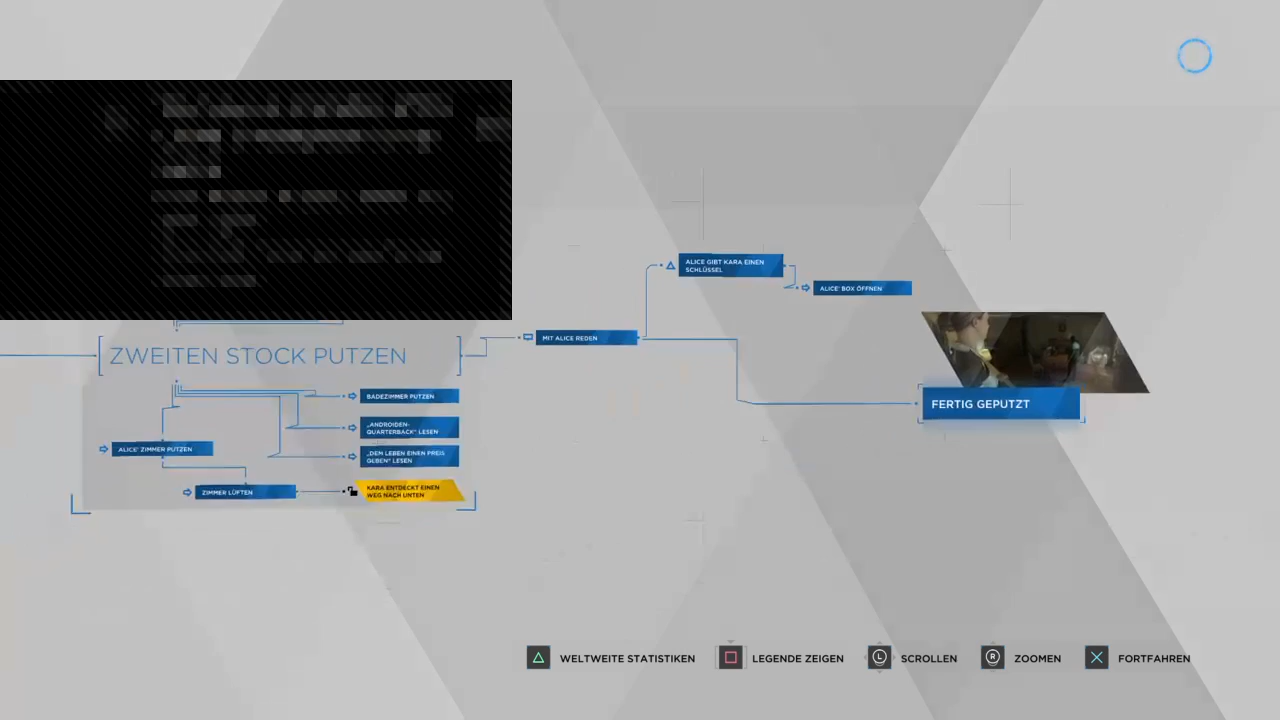 ALICE GIBT KARA EINEN
SCHLÜSSEL
ALICE' BOX ÖFFNEN
MIT ALICE REDEN
ZWEITEN STOCK PUTZEN
BADEZIMMER PUTZEN
„ANDROIDEN-
QUARTERBACK" LESEN
ALICE' ZIMMER PUTZEN
„DEM LEBEN EINEN PREIS
GEBEN" LESEN
ZIMMER LÜFTEN
KARA ENTDECKT EINEN
WEG NACH UNTEN
FERTIG GEPUTZT
WELTWEITE STATISTIKEN
LEGENDE ZEIGEN
L
SCROLLEN
R
ZOOMEN
FORTFAHREN